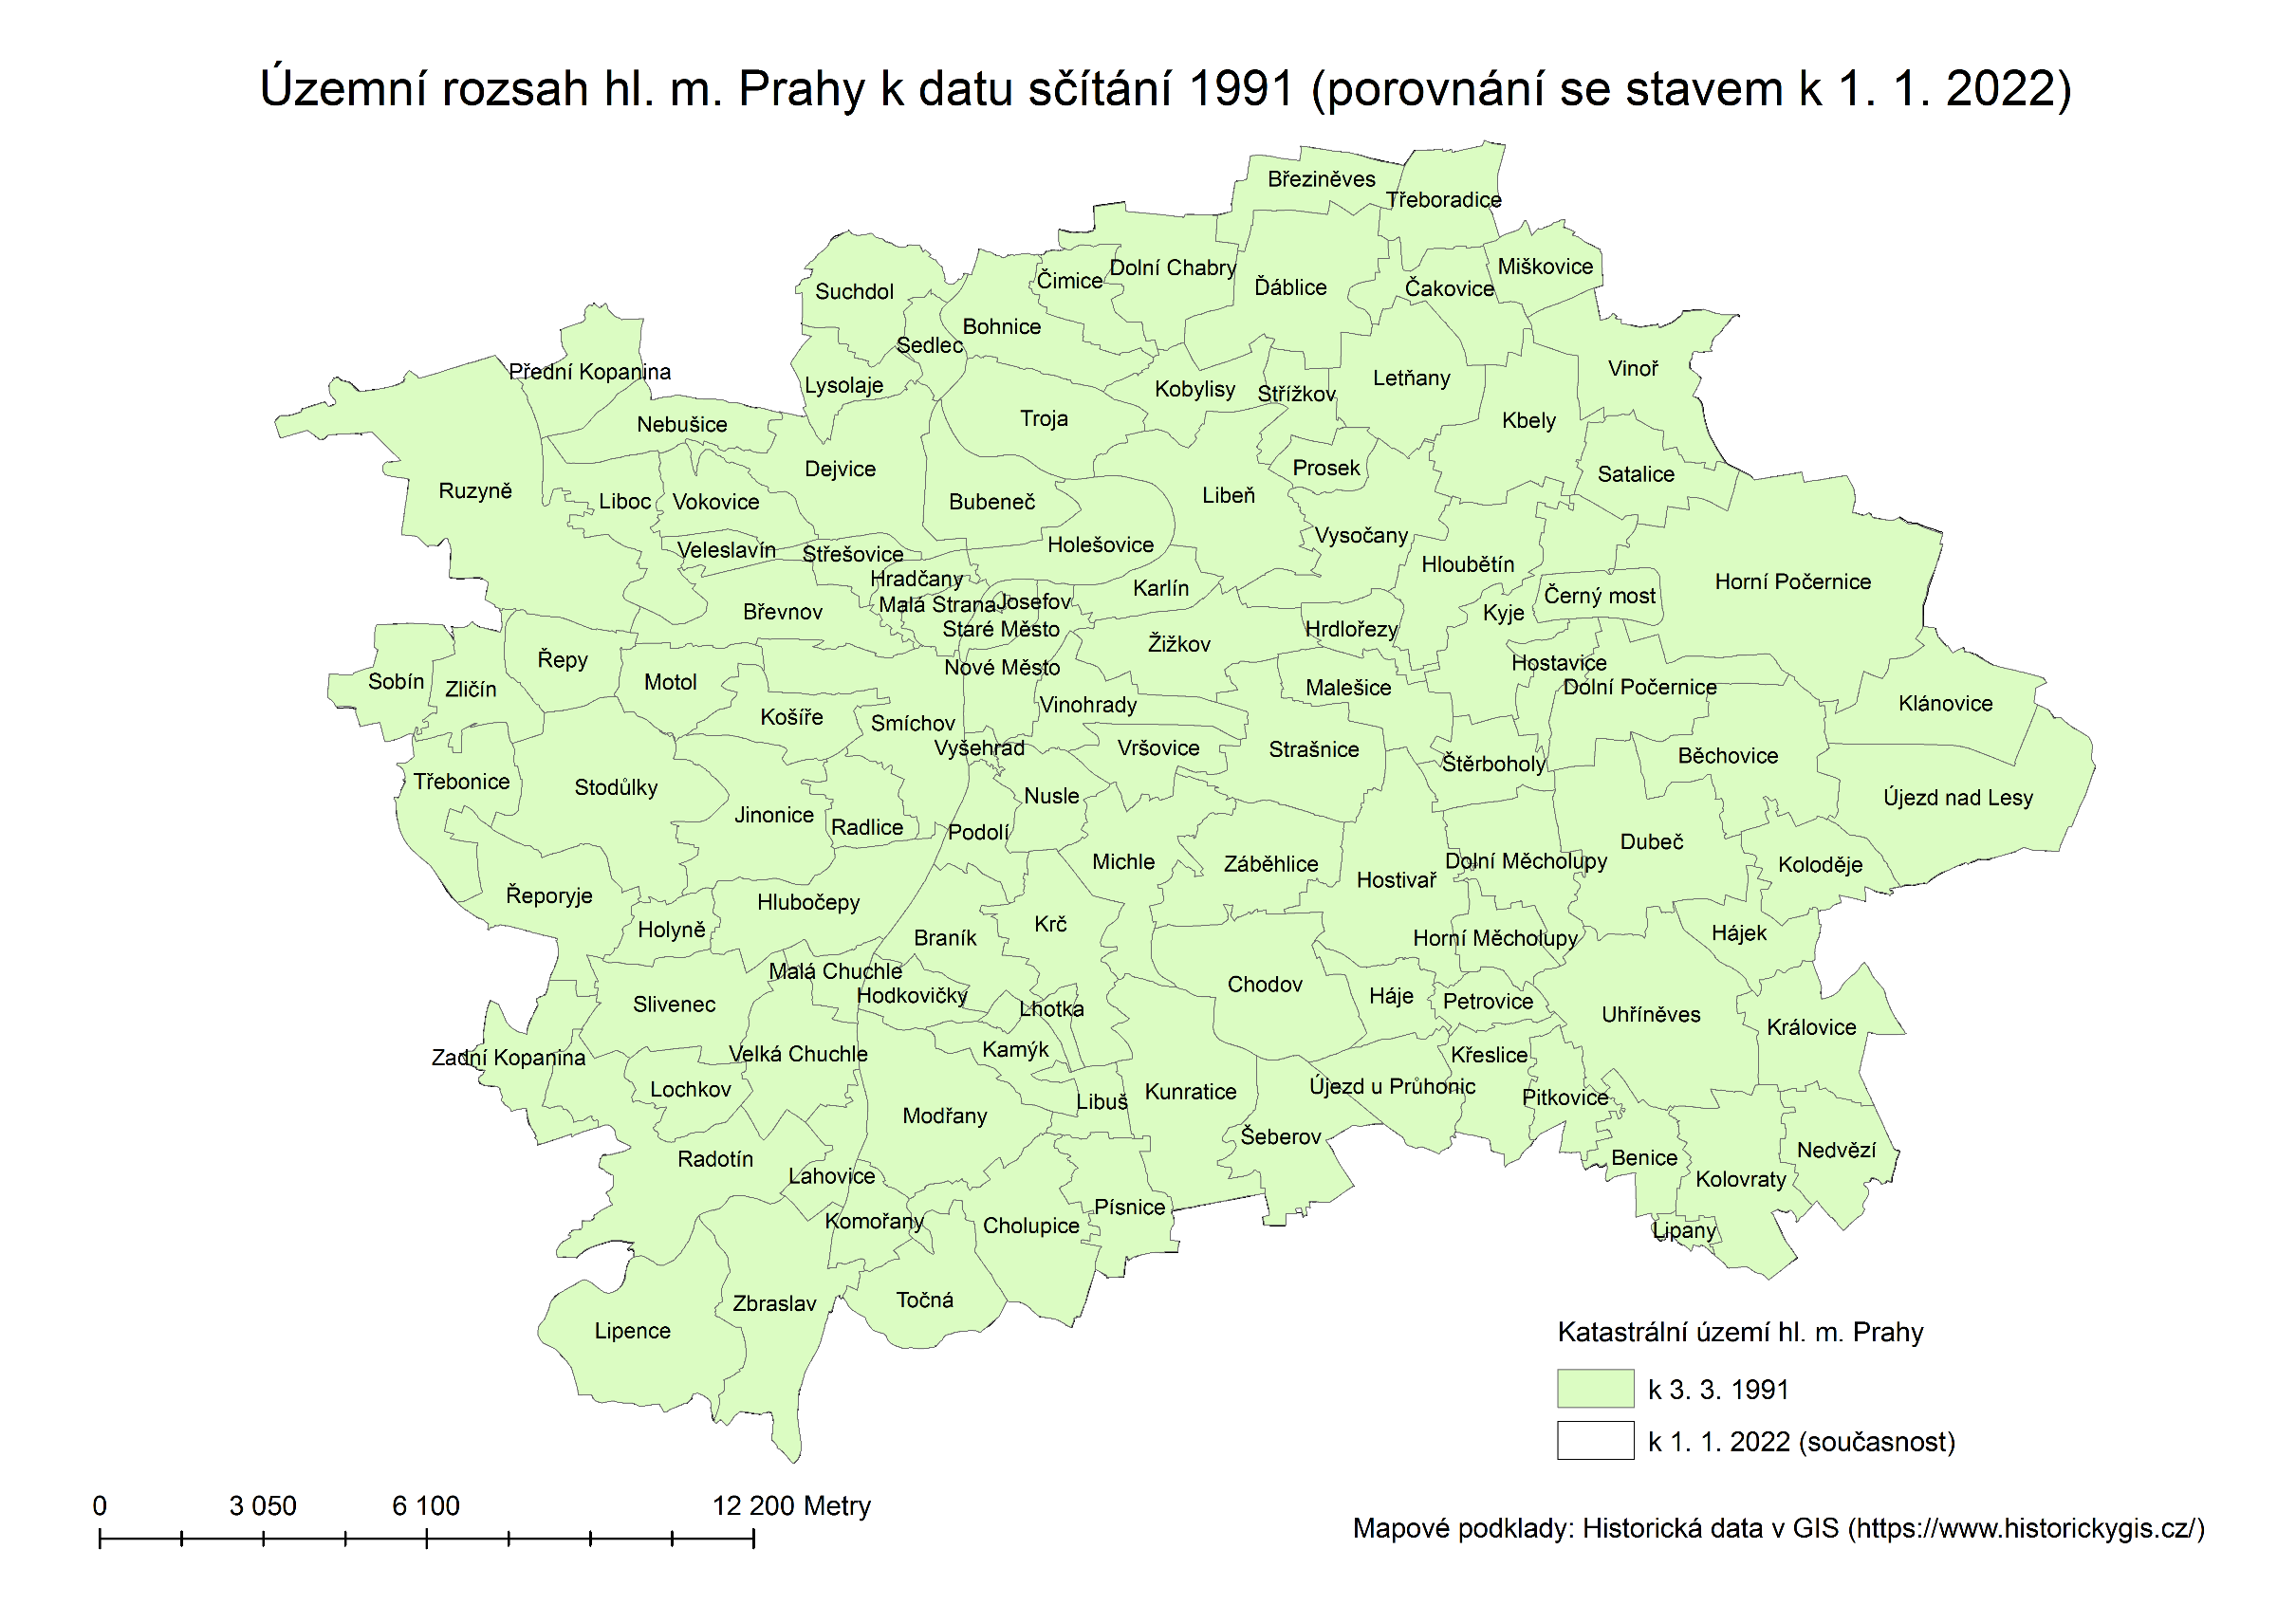 Územní rozsah hl. m. Prahy k datu sčítání 1991 (porovnání se stavem k 1. 1. 2022)
Březiněves
Třeboradice
Miškovice
Dolní Chabry
Čimice
Ďáblice
Čakovice
Suchdol
Bohnice
Sedlec
Vinoř
Přední Kopanina
Letňany
Lysolaje
Kobylisy
Střížkov
Troja
Kbely
Nebušice
Prosek
Dejvice
Satalice
Ruzyně
Libeň
Liboc
Vokovice
Bubeneč
Vysočany
Holešovice
Veleslavín
Střešovice
Hloubětín
Hradčany
Horní Počernice
Karlín
Černý most
Malá Strana
Josefov
Břevnov
Kyje
Staré Město
Hrdlořezy
Žižkov
Řepy
Hostavice
Nové Město
Sobín
Motol
Zličín
Malešice
Dolní Počernice
Klánovice
Vinohrady
Košíře
Smíchov
Vyšehrad
Vršovice
Strašnice
Běchovice
Štěrboholy
Třebonice
Stodůlky
Nusle
Újezd nad Lesy
Jinonice
Radlice
Podolí
Dubeč
Michle
Záběhlice
Dolní Měcholupy
Koloděje
Hostivař
Řeporyje
Hlubočepy
Krč
Holyně
Hájek
Braník
Horní Měcholupy
Malá Chuchle
Chodov
Hodkovičky
Háje
Petrovice
Slivenec
Lhotka
Uhříněves
Královice
Kamýk
Velká Chuchle
Křeslice
Zadní Kopanina
Újezd u Průhonic
Lochkov
Kunratice
Pitkovice
Libuš
Modřany
Šeberov
Nedvězí
Benice
Radotín
Lahovice
Kolovraty
Písnice
Komořany
Cholupice
Lipany
Točná
Zbraslav
Lipence
Katastrální území hl. m. Prahy
k 3. 3. 1991
k 1. 1. 2022 (současnost)
0 3 050 6 100 12 200 Metry
Mapové podklady: Historická data v GIS (https://www.historickygis.cz/)